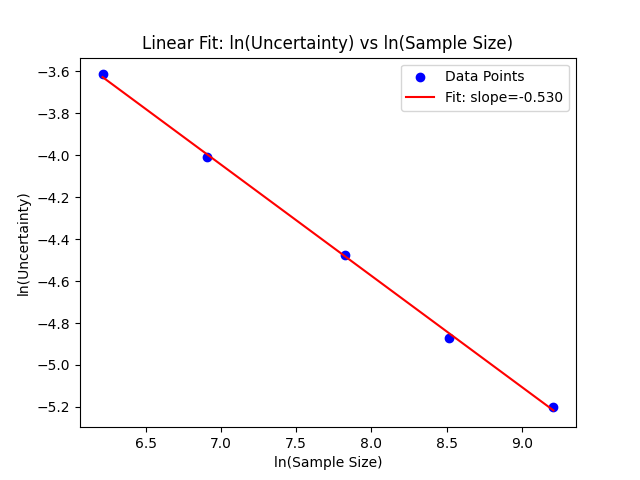 Linear Fit: ln(Uncertainty) vs ln(Sample Size)
Data Points
Fit: slope=-0.530
ln(Uncertainty)
−3.6
−3.8
−4.0
−4.2
−4.4
−4.6
−4.8
−5.0
−5.2
6.5 7.0 7.5 8.0 8.5 9.0
ln(Sample Size)